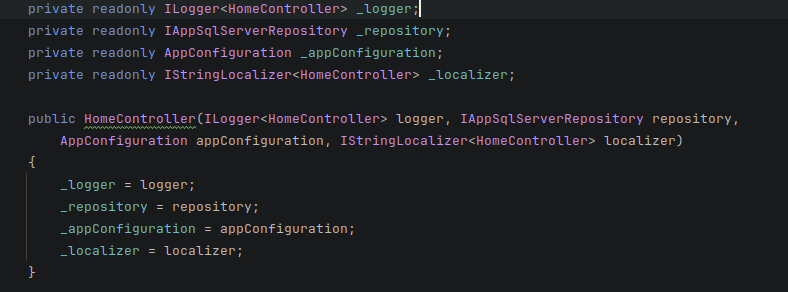 private readonly ILogger<HomeController> _logger;
private readonly IAppSqlServerRepository _repository;
private readonly AppConfiguration _appConfiguration;
private readonly IStringLocalizer<HomeController> _localizer;
public HomeController(ILogger<HomeController> logger, IAppSqlServerRepository repository,
AppConfiguration appConfiguration, IStringLocalizer<HomeController> localizer)
{
_logger = logger;
_repository = repository;
_appConfiguration = appConfiguration;
_localizer = localizer;
}